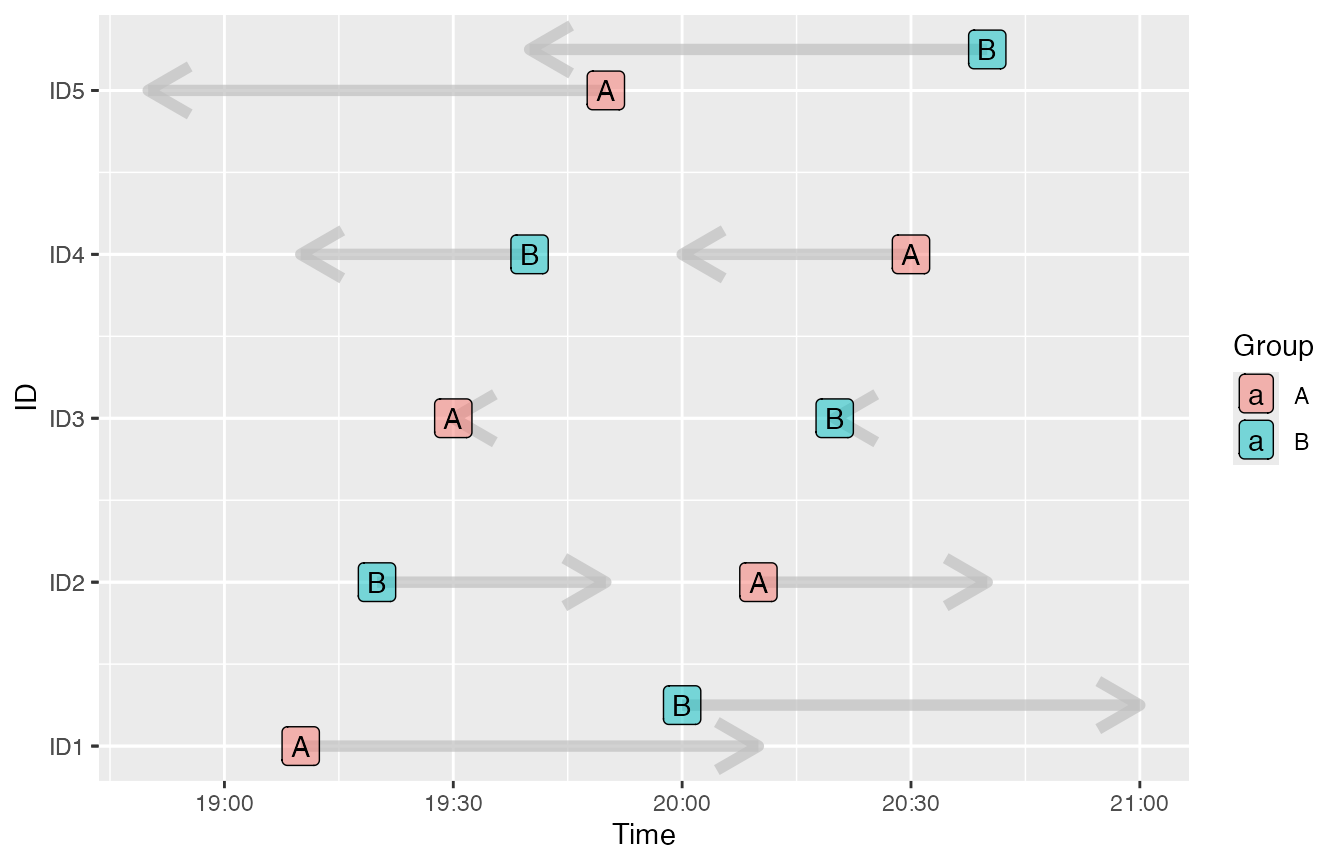 B
ID5
A
ID4
B
A
Group
a A
ID
ID3
A
B
a B
ID2
B
A
B
ID1
A
19:00
19:30
20:00
20:30
21:00
Time